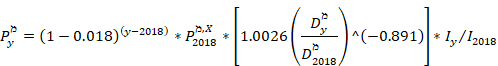 P_y^מ = (1 − 0.018)^(y−2018) * P_2018^מ,X * [1.0026 (D_y^מ / D_2018^מ) ^(−0.891)] * I_y/I_2018